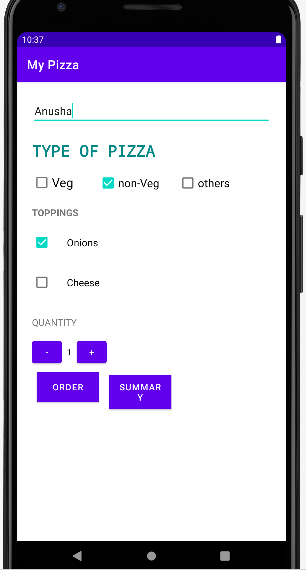 10:37
My Pizza
Anusha
TYPE OF PIZZA
Veg non-Veg others
TOPPINGS
Onions
Cheese
QUANTITY
- 1 +
ORDER SUMMAR
Y